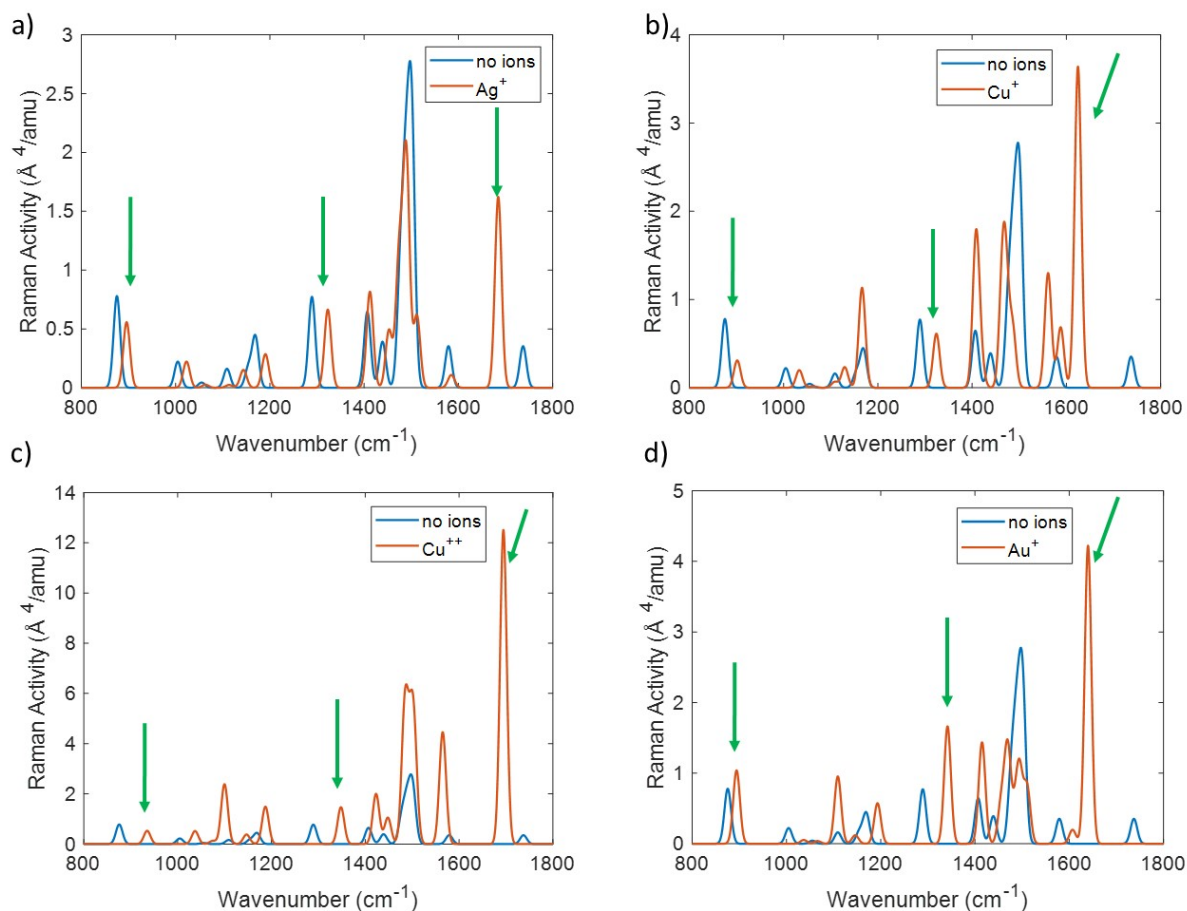 a)
Raman Activity (Å ⁴/amu)
3
2.5
2
1.5
1
0.5
0
no ions
Ag⁺
800 1000 1200 1400 1600 1800
Wavenumber (cm⁻¹)
b)
Raman Activity (Å ⁴/amu)
4
3
2
1
0
no ions
Cu⁺
800 1000 1200 1400 1600 1800
Wavenumber (cm⁻¹)
c)
Raman Activity (Å ⁴/amu)
14
12
10
8
6
4
2
0
no ions
Cu⁺⁺
800 1000 1200 1400 1600 1800
Wavenumber (cm⁻¹)
d)
Raman Activity (Å ⁴/amu)
5
4
3
2
1
0
no ions
Au⁺
800 1000 1200 1400 1600 1800
Wavenumber (cm⁻¹)